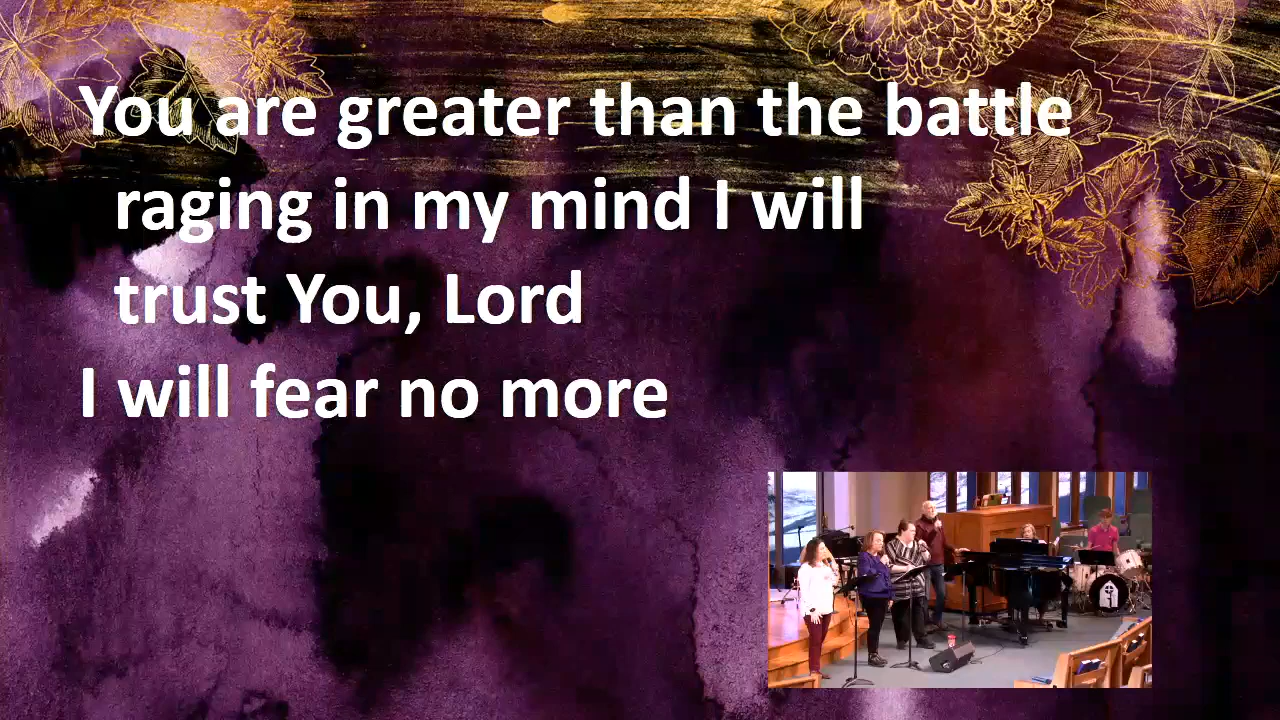 You are greater than the battle
raging in my mind I will
trust You, Lord
I will fear no more